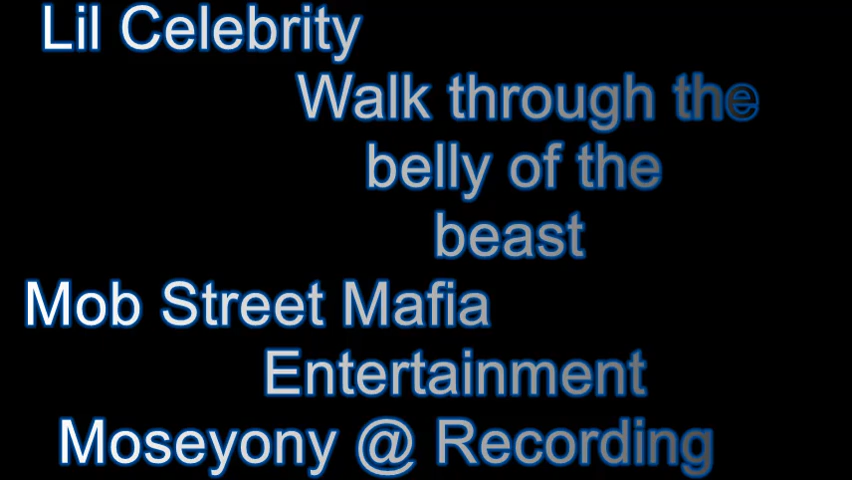 Lil Celebrity
Walk through the
belly of the
beast
Mob Street Mafia
Entertainment
Moseyony @ Recording